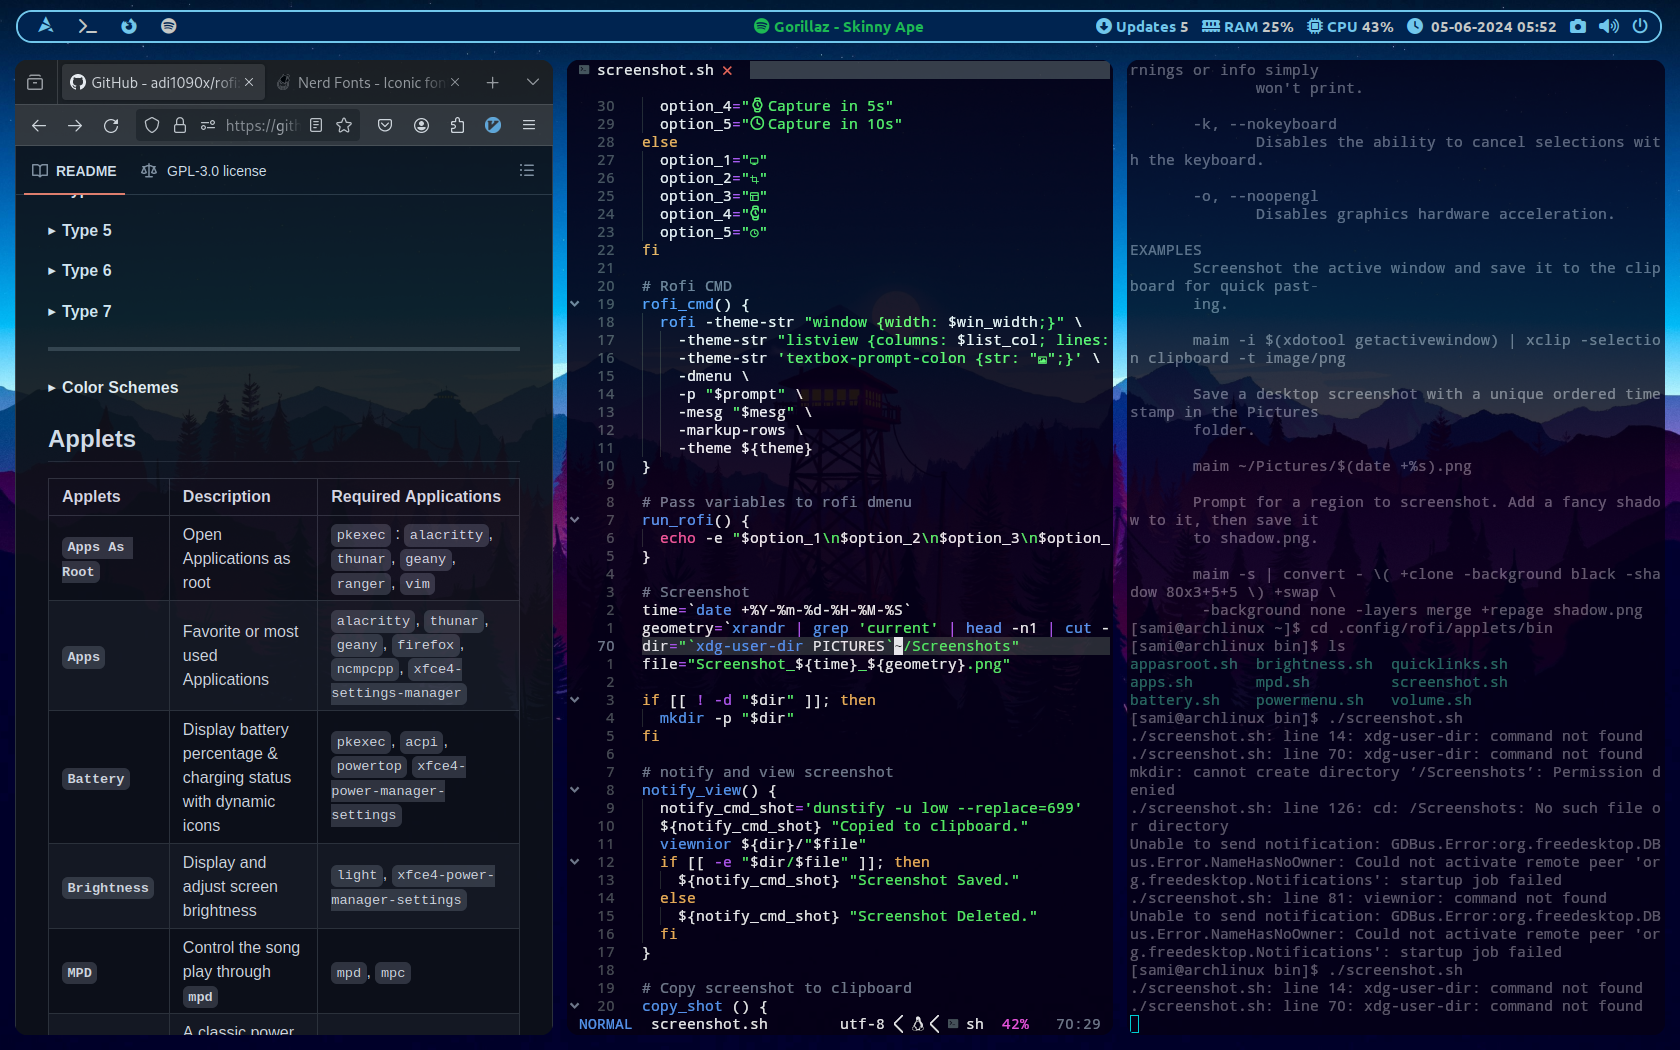 Gorillaz - Skinny Ape
Updates 5 RAM 25% CPU 43% 05-06-2024 05:52
GitHub - adi1090x/rofi
Nerd Fonts - Iconic fon
https://gith
README GPL-3.0 license
Type 5
Type 6
Type 7
Color Schemes
Applets
Applets Description Required Applications
Apps As Root
Open Applications as root
pkexec : alacritty, thunar, geany, ranger, vim
Apps
Favorite or most used Applications
alacritty, thunar, geany, firefox, ncmpcpp, xfce4-settings-manager
Battery
Display battery percentage & charging status with dynamic icons
pkexec, acpi, powertop xfce4-power-manager-settings
Brightness
Display and adjust screen brightness
light, xfce4-power-manager-settings
MPD
Control the song play through mpd
mpd, mpc
A classic power
screenshot.sh
30 option_4="Capture in 5s"
29 option_5="Capture in 10s"
28 else
27 option_1=""
26 option_2=""
25 option_3=""
24 option_4=""
23 option_5=""
22 fi
21
20 # Rofi CMD
19 rofi_cmd() {
18 rofi -theme-str "window {width: $win_width;}" \
17 -theme-str "listview {columns: $list_col; lines:
16 -theme-str 'textbox-prompt-colon {str: "";}' \
15 -dmenu \
14 -p "$prompt" \
13 -mesg "$mesg" \
12 -markup-rows \
11 -theme ${theme}
10 }
9
8 # Pass variables to rofi dmenu
7 run_rofi() {
6 echo -e "$option_1\n$option_2\n$option_3\n$option_
5 }
4
3 # Screenshot
2 time=`date +%Y-%m-%d-%H-%M-%S`
1 geometry=`xrandr | grep 'current' | head -n1 | cut -
70 dir="`xdg-user-dir PICTURES`~/Screenshots"
1 file="Screenshot_${time}_${geometry}.png"
2
3 if [[ ! -d "$dir" ]]; then
4 mkdir -p "$dir"
5 fi
6
7 # notify and view screenshot
8 notify_view() {
9 notify_cmd_shot='dunstify -u low --replace=699'
10 ${notify_cmd_shot} "Copied to clipboard."
11 viewnior ${dir}/"$file"
12 if [[ -e "$dir/$file" ]]; then
13 ${notify_cmd_shot} "Screenshot Saved."
14 else
15 ${notify_cmd_shot} "Screenshot Deleted."
16 fi
17 }
18
19 # Copy screenshot to clipboard
20 copy_shot () {
NORMAL screenshot.sh utf-8 sh 42% 70:29
rnings or info simply
won't print.
-k, --nokeyboard
Disables the ability to cancel selections wit
h the keyboard.
-o, --noopengl
Disables graphics hardware acceleration.
EXAMPLES
Screenshot the active window and save it to the clip
board for quick past-
ing.
maim -i $(xdotool getactivewindow) | xclip -selectio
n clipboard -t image/png
Save a desktop screenshot with a unique ordered time
stamp in the Pictures
folder.
maim ~/Pictures/$(date +%s).png
Prompt for a region to screenshot. Add a fancy shado
w to it, then save it
to shadow.png.
maim -s | convert - \( +clone -background black -sha
dow 80x3+5+5 \) +swap \
-background none -layers merge +repage shadow.png
[sami@archlinux ~]$ cd .config/rofi/applets/bin
[sami@archlinux bin]$ ls
appasroot.sh brightness.sh quicklinks.sh
apps.sh mpd.sh screenshot.sh
battery.sh powermenu.sh volume.sh
[sami@archlinux bin]$ ./screenshot.sh
./screenshot.sh: line 14: xdg-user-dir: command not found
./screenshot.sh: line 70: xdg-user-dir: command not found
mkdir: cannot create directory ‘/Screenshots’: Permission d
enied
./screenshot.sh: line 126: cd: /Screenshots: No such file o
r directory
Unable to send notification: GDBus.Error:org.freedesktop.DB
us.Error.NameHasNoOwner: Could not activate remote peer 'or
g.freedesktop.Notifications': startup job failed
./screenshot.sh: line 81: viewnior: command not found
Unable to send notification: GDBus.Error:org.freedesktop.DB
us.Error.NameHasNoOwner: Could not activate remote peer 'or
g.freedesktop.Notifications': startup job failed
[sami@archlinux bin]$ ./screenshot.sh
./screenshot.sh: line 14: xdg-user-dir: command not found
./screenshot.sh: line 70: xdg-user-dir: command not found